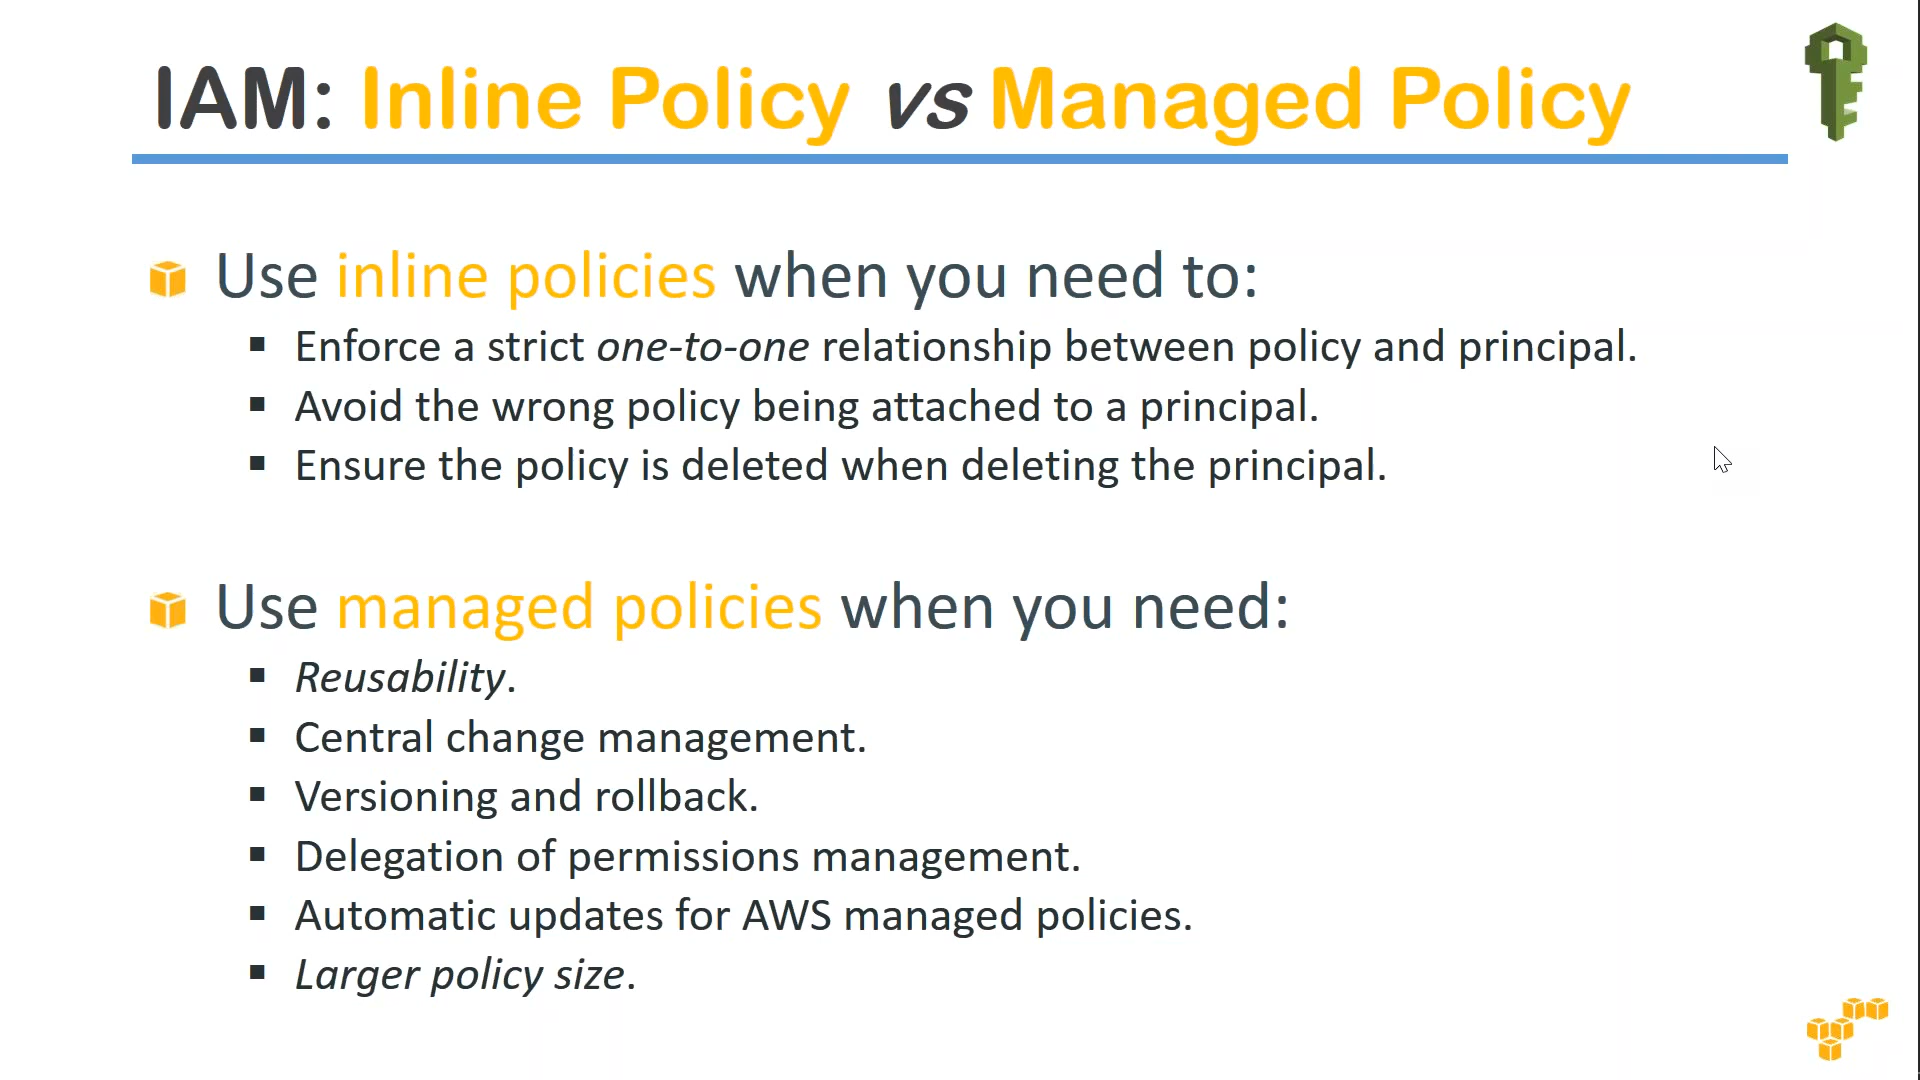 IAM: Inline Policy vs Managed Policy
Use inline policies when you need to:
Enforce a strict one-to-one relationship between policy and principal.
Avoid the wrong policy being attached to a principal.
Ensure the policy is deleted when deleting the principal.
Use managed policies when you need:
Reusability.
Central change management.
Versioning and rollback.
Delegation of permissions management.
Automatic updates for AWS managed policies.
Larger policy size.